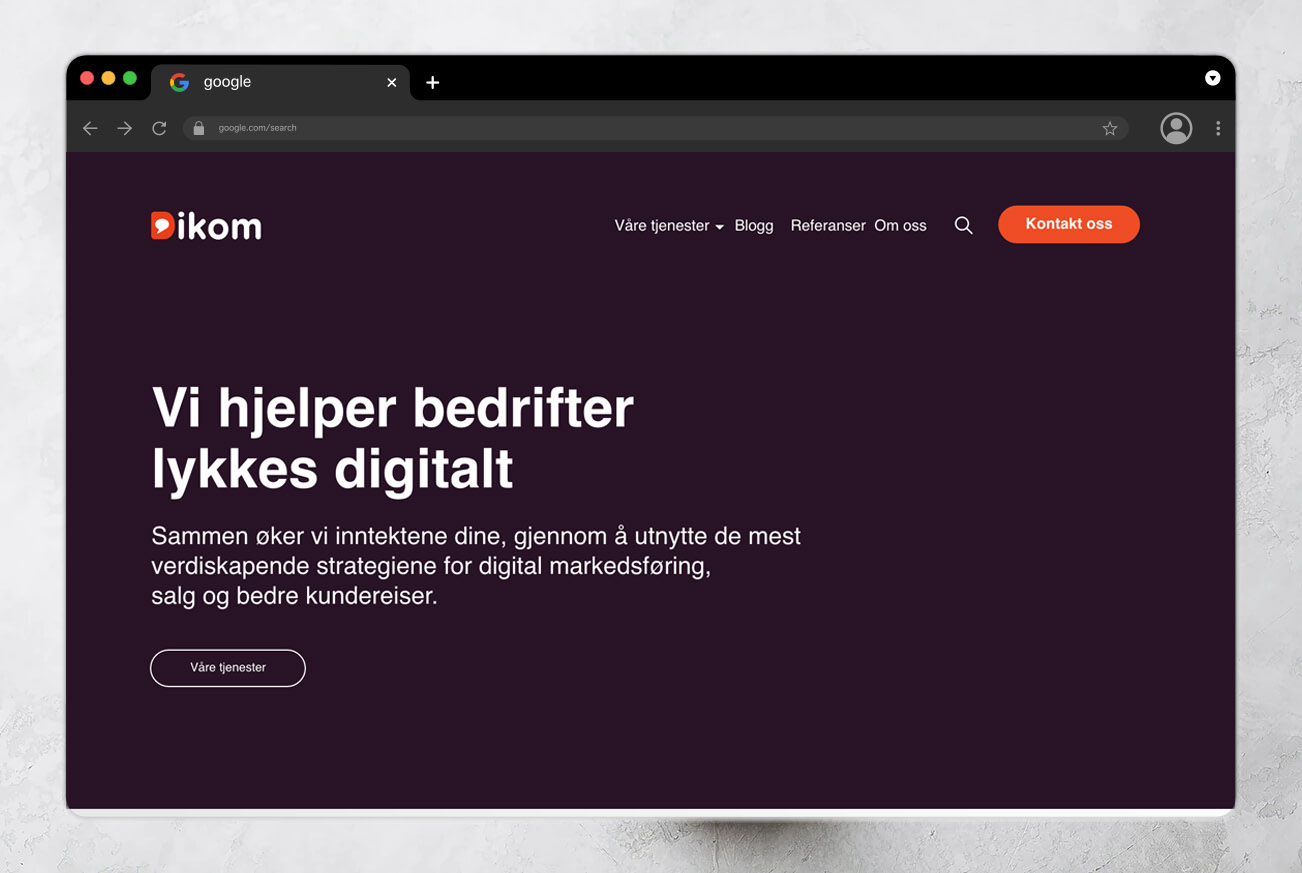 google
google.com/search
Dikom
Våre tjenester Blogg Referanser Om oss
Kontakt oss
Vi hjelper bedrifter
lykkes digitalt
Sammen øker vi inntektene dine, gjennom å utnytte de mest
verdiskapende strategiene for digital markedsføring,
salg og bedre kundereiser.
Våre tjenester